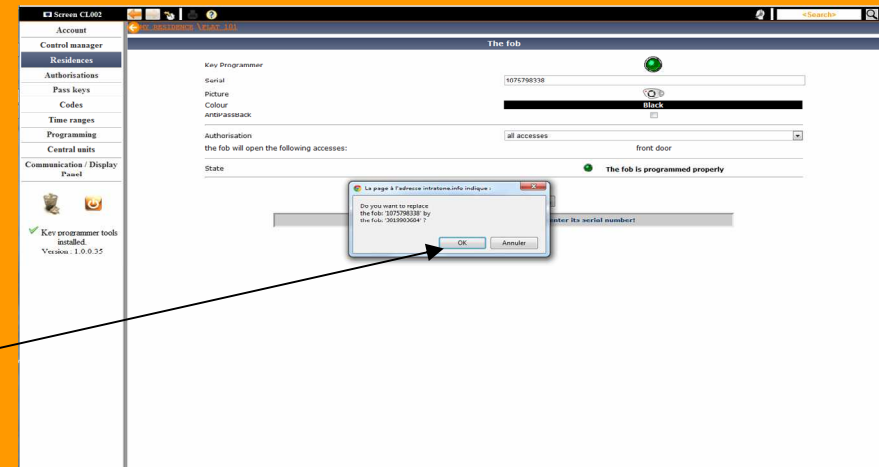 Screen CL002
<Search>
Account
Control manager
Residences
Authorisations
Pass keys
Codes
Time ranges
Programming
Central units
Communication / Display
Panel
Key programmer tools
installed.
Version : 1.0.0.35
MY RESIDENCE \FLAT 101
The fob
Key Programmer
Serial
1075798338
Picture
Colour
Black
AntiPassBack
Authorisation
all accesses
the fob will open the following accesses:
front door
State
The fob is programmed properly
La page à l'adresse intratone.info indique :
Do you want to replace
the fob: '1075798338' by
the fob: ?
OK
Annuler
enter its serial number!